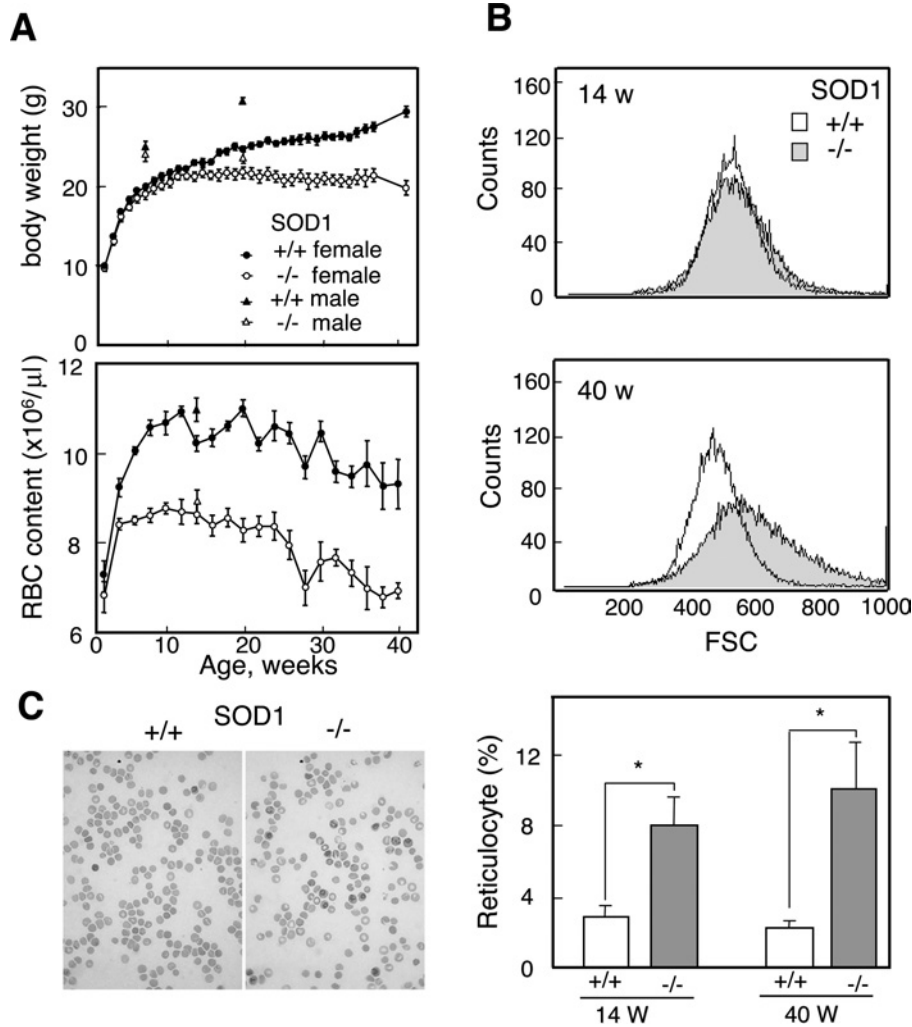 A
body weight (g)
30
20
10
0
SOD1
+/+ female
-/- female
+/+ male
-/- male
RBC content (x10⁶/µl)
12
10
8
6
0 10 20 30 40
Age, weeks
B
14 w
SOD1
+/+
-/-
Counts
160
120
80
40
0
40 w
Counts
160
120
80
40
0
200 400 600 800 1000
FSC
C
SOD1
+/+ -/-
Reticulocyte (%)
12
8
4
0
* *
+/+ -/- +/+ -/-
14 W 40 W